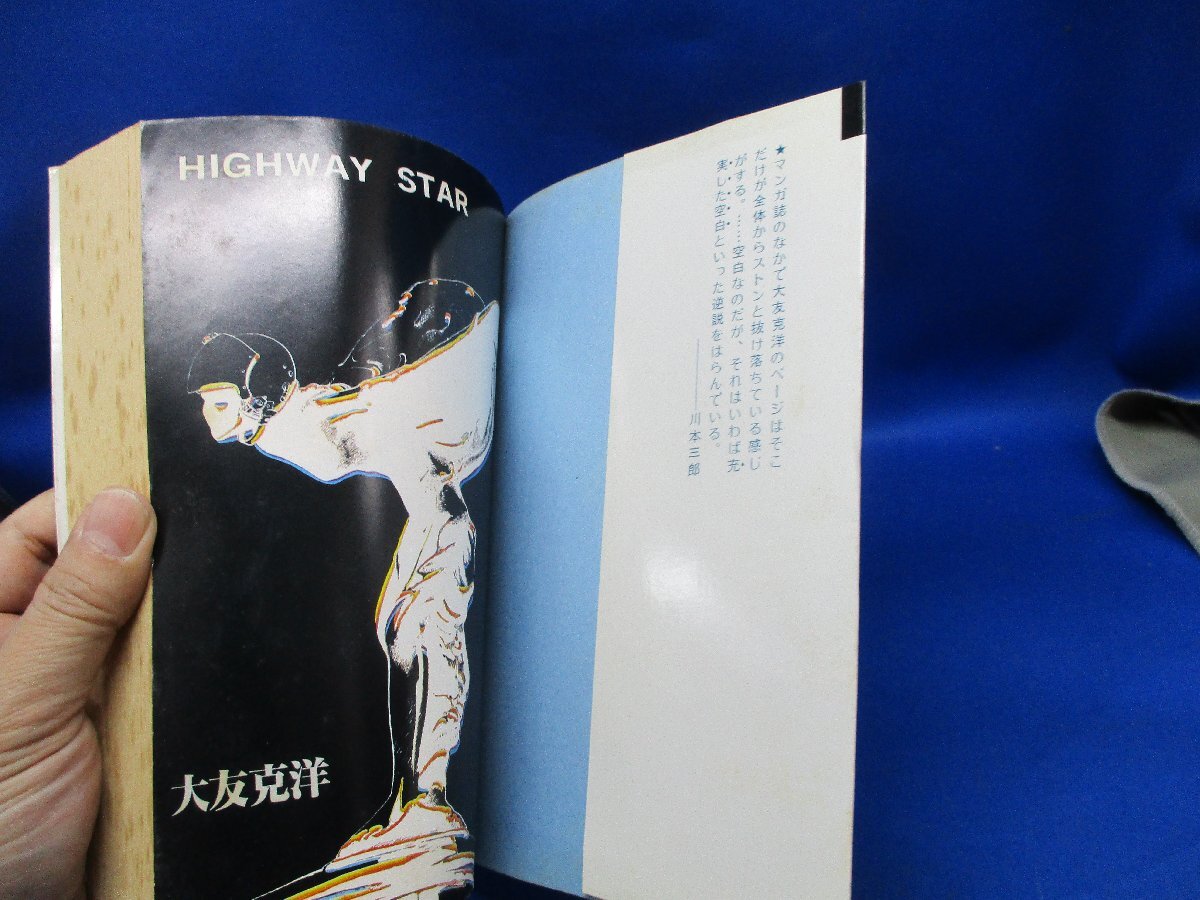 HIGHWAY STAR
大友克洋
★マンガ誌のなかで大友克洋のページはそこ
だけが全体からストンと抜け落ちている感じ
がする。……空白なのだが、それはいわば充
実した空白といった逆説をはらんでいる。
───川本三郎